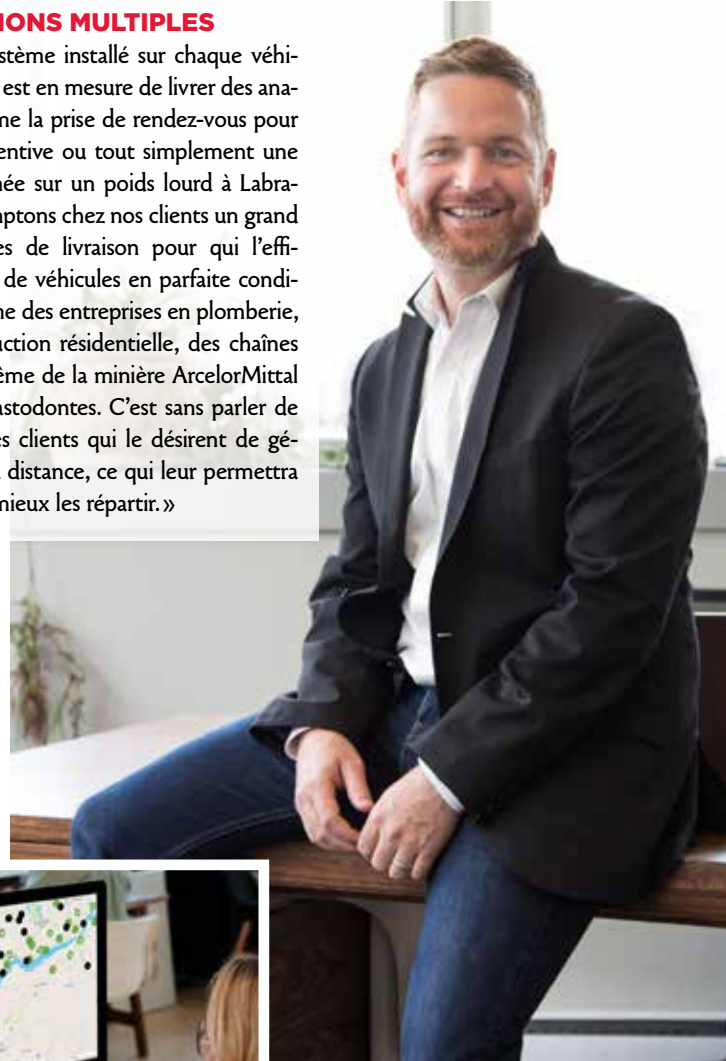 IONS MULTIPLES
stème installé sur chaque véhi-
est en mesure de livrer des ana-
me la prise de rendez-vous pour
entive ou tout simplement une
née sur un poids lourd à Labra-
mptons chez nos clients un grand
es de livraison pour qui l'effi-
de véhicules en parfaite condi-
ne des entreprises en plomberie,
uction résidentielle, des chaînes
ême de la minière ArcelorMittal
astodontes. C'est sans parler de
es clients qui le désirent de gé-
distance, ce qui leur permettra
mieux les répartir. »